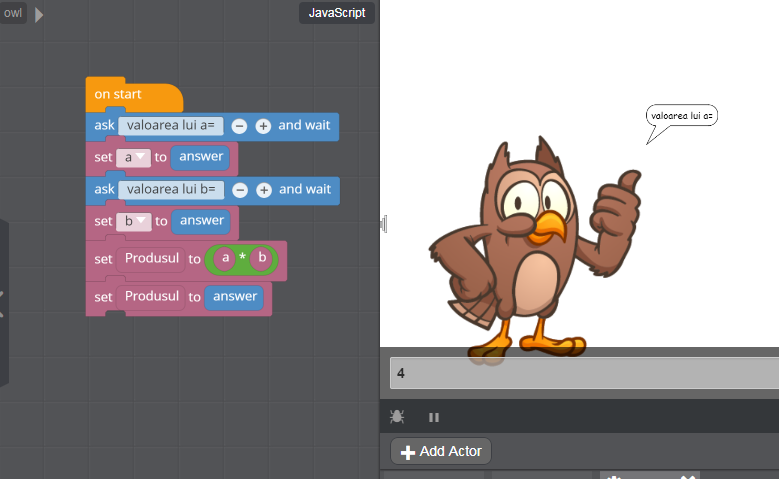 owl
JavaScript
on start
ask valoarea lui a= − + and wait
set a to answer
ask valoarea lui b= − + and wait
set b to answer
set Produsul to a * b
set Produsul to answer
valoarea lui a=
4
+ Add Actor